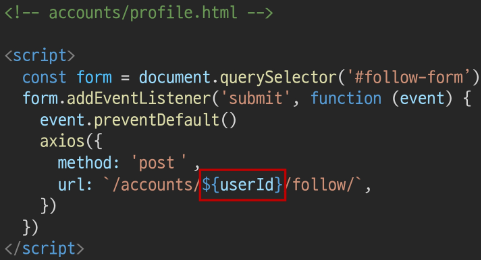 <!-- accounts/profile.html -->
<script>
const form = document.querySelector('#follow-form')
form.addEventListener('submit', function (event) {
event.preventDefault()
axios({
method: 'post',
url: `/accounts/${userId}/follow/`,
})
})
</script>